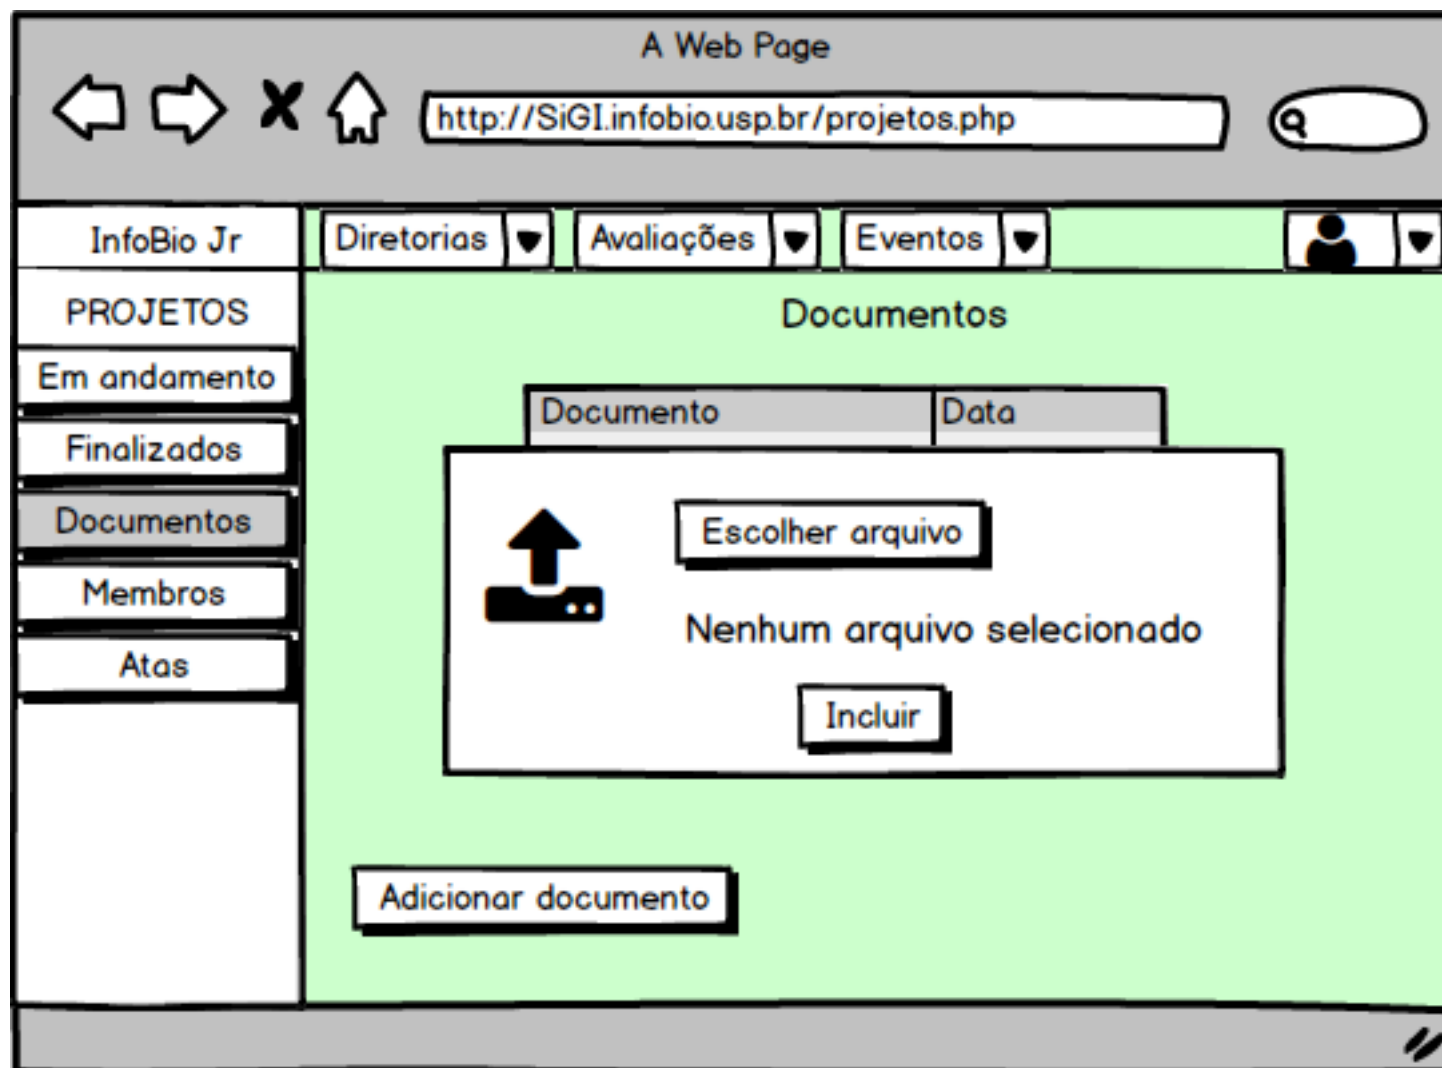 A Web Page
http://SiGI.infobio.usp.br/projetos.php
InfoBio Jr
Diretorias
Avaliações
Eventos
PROJETOS
Em andamento
Finalizados
Documentos
Membros
Atas
Documentos
Documento
Data
Escolher arquivo
Nenhum arquivo selecionado
Incluir
Adicionar documento